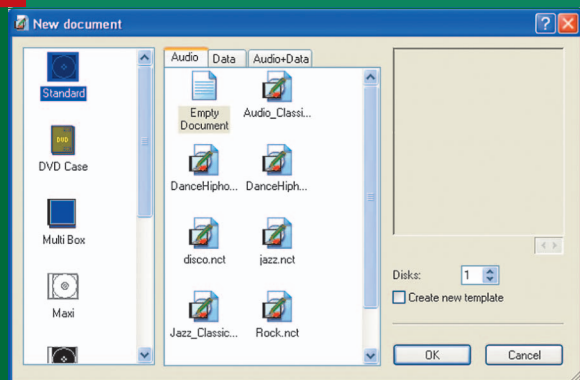 New document
Standard
DVD
DVD Case
Multi Box
Maxi
Audio
Data
Audio+Data
Empty
Document
Audio_Classi...
DanceHipho...
DanceHiph...
disco.nct
jazz.nct
Jazz_Classic...
Rock.nct
Disks:
1
Create new template
OK
Cancel